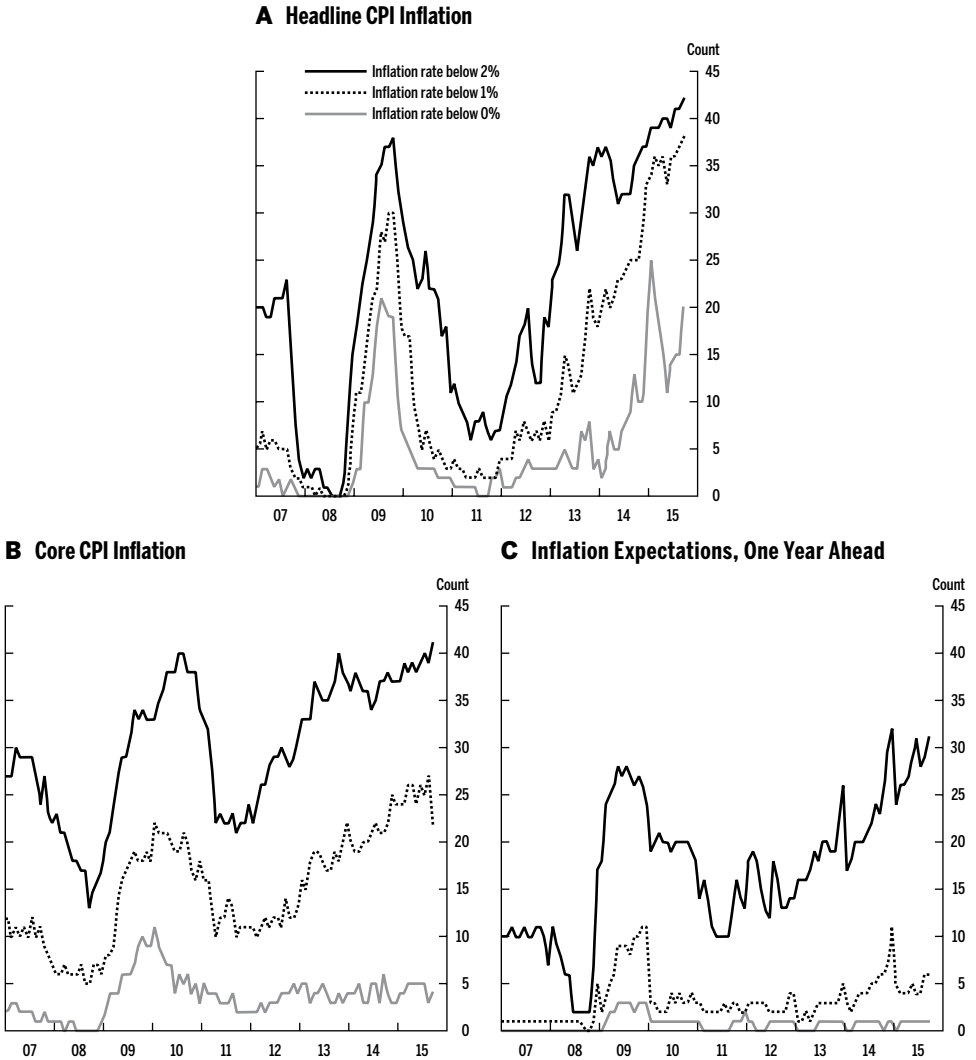 A Headline CPI Inflation
Count
Inflation rate below 2%
Inflation rate below 1%
Inflation rate below 0%
45
40
35
30
25
20
15
10
5
0
07 08 09 10 11 12 13 14 15
B Core CPI Inflation
Count
45
40
35
30
25
20
15
10
5
0
07 08 09 10 11 12 13 14 15
C Inflation Expectations, One Year Ahead
Count
45
40
35
30
25
20
15
10
5
0
07 08 09 10 11 12 13 14 15